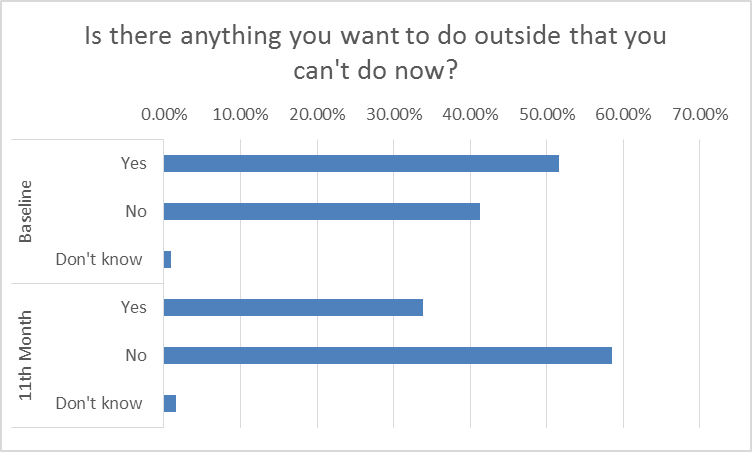 Is there anything you want to do outside that you
can't do now?
0.00% 10.00% 20.00% 30.00% 40.00% 50.00% 60.00% 70.00%
Baseline
Yes
No
Don't know
11th Month
Yes
No
Don't know